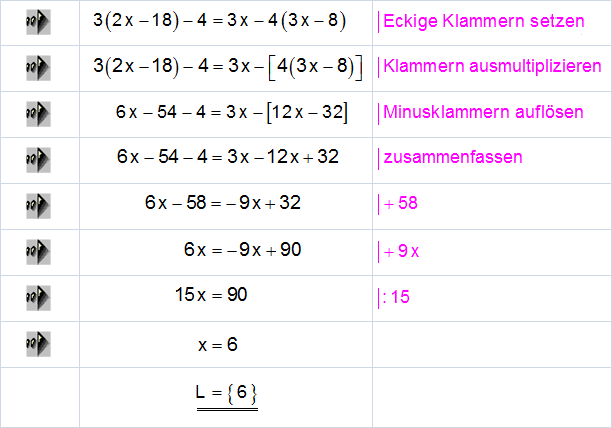 3(2x−18)−4=3x−4(3x−8) |Eckige Klammern setzen
3(2x−18)−4=3x−[4(3x−8)] |Klammern ausmultiplizieren
6x−54−4=3x−[12x−32] |Minusklammern auflösen
6x−54−4=3x−12x+32 |zusammenfassen
6x−58=−9x+32 |+58
6x=−9x+90 |+9x
15x=90 |:15
x=6
L={6}